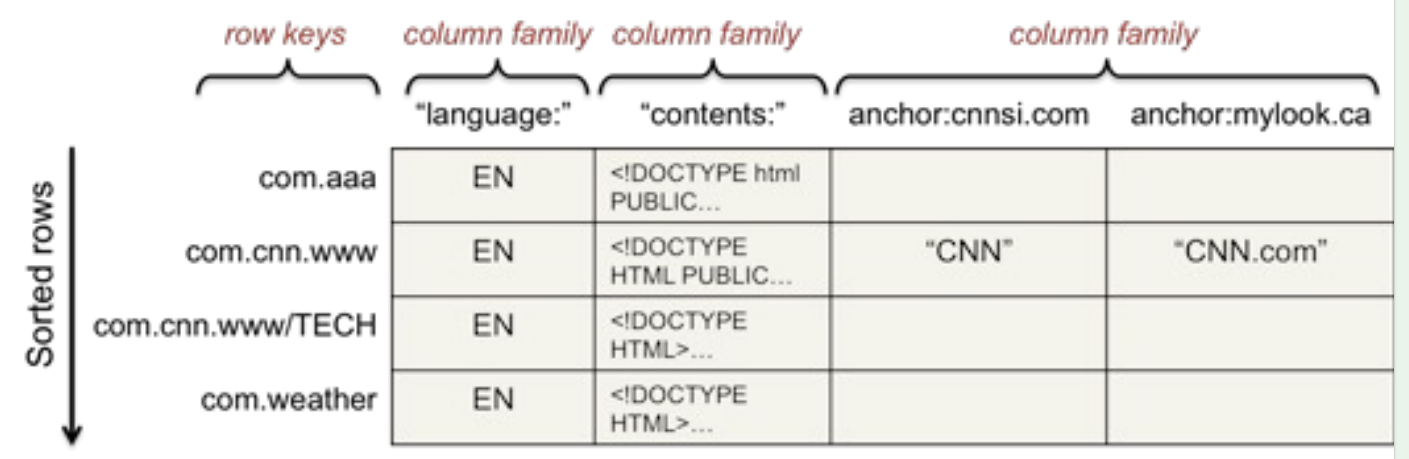 row keys column family column family column family
“language:” “contents:” anchor:cnnsi.com anchor:mylook.ca
Sorted rows
com.aaa EN <!DOCTYPE html
PUBLIC…
com.cnn.www EN <!DOCTYPE
HTML PUBLIC… “CNN” “CNN.com”
com.cnn.www/TECH EN <!DOCTYPE
HTML>…
com.weather EN <!DOCTYPE
HTML>…